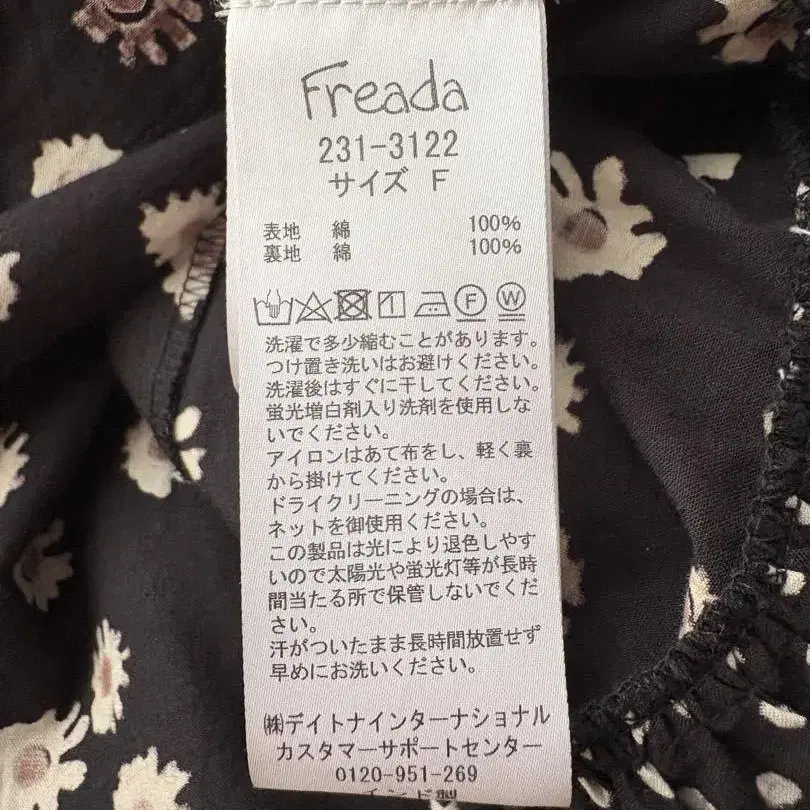 Freada
231-3122
サイズ F
表地 綿 100%
裏地 綿 100%
F W
洗濯で多少縮むことがあります。
つけ置き洗いはお避けください。
洗濯後はすぐに干してください。
蛍光増白剤入り洗剤を使用しな
いでください。
アイロンはあて布をし、軽く裏
から掛けてください。
ドライクリーニングの場合は、
ネットを御使用ください。
この製品は光により退色しやす
いので太陽光や蛍光灯等が長時
間当たる所で保管しないでくだ
さい。
汗がついたまま長時間放置せず
早めにお洗いください。
㈱デイトナインターナショナル
カスタマーサポートセンター
0120-951-269
インド製